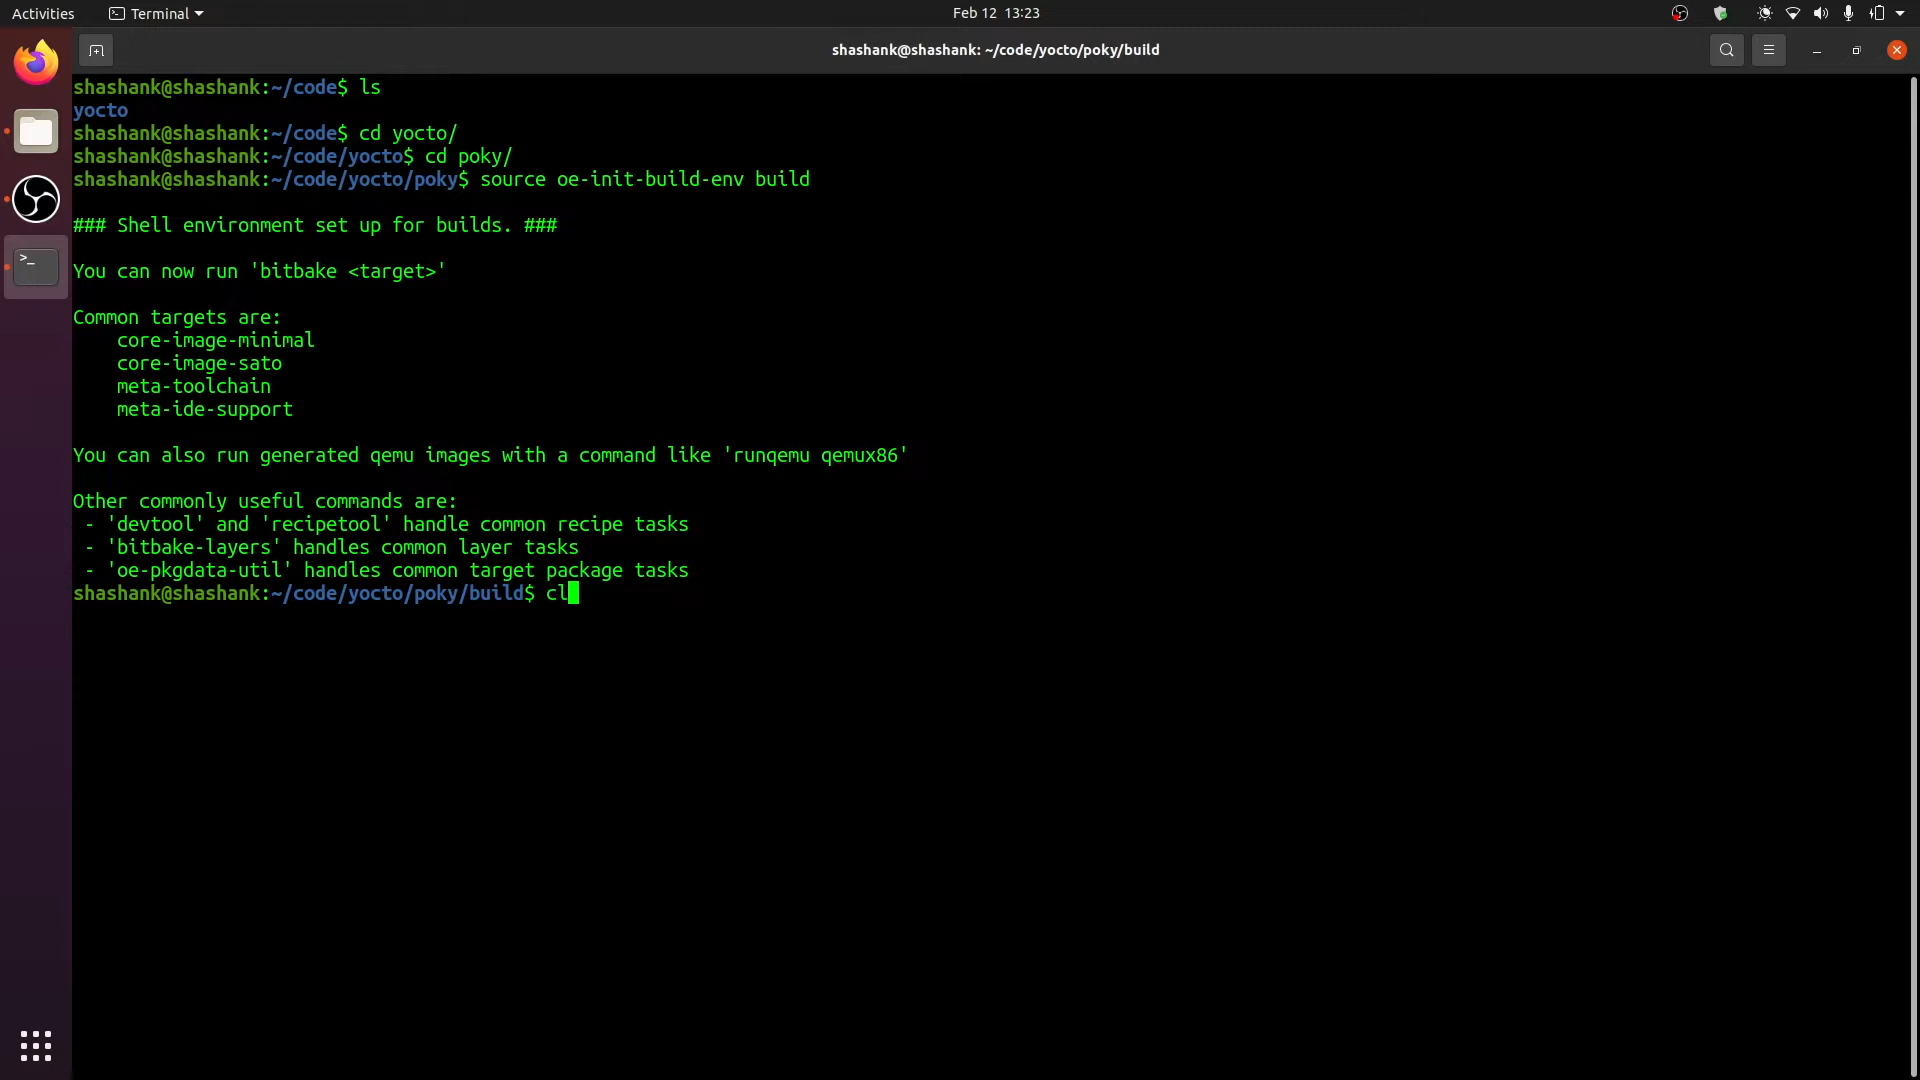 Activities
Terminal
Feb 12 13:23
shashank@shashank: ~/code/yocto/poky/build
shashank@shashank:~/code$ ls
yocto
shashank@shashank:~/code$ cd yocto/
shashank@shashank:~/code/yocto$ cd poky/
shashank@shashank:~/code/yocto/poky$ source oe-init-build-env build
### Shell environment set up for builds. ###
You can now run 'bitbake <target>'
Common targets are:
core-image-minimal
core-image-sato
meta-toolchain
meta-ide-support
You can also run generated qemu images with a command like 'runqemu qemux86'
Other commonly useful commands are:
- 'devtool' and 'recipetool' handle common recipe tasks
- 'bitbake-layers' handles common layer tasks
- 'oe-pkgdata-util' handles common target package tasks
shashank@shashank:~/code/yocto/poky/build$ cl